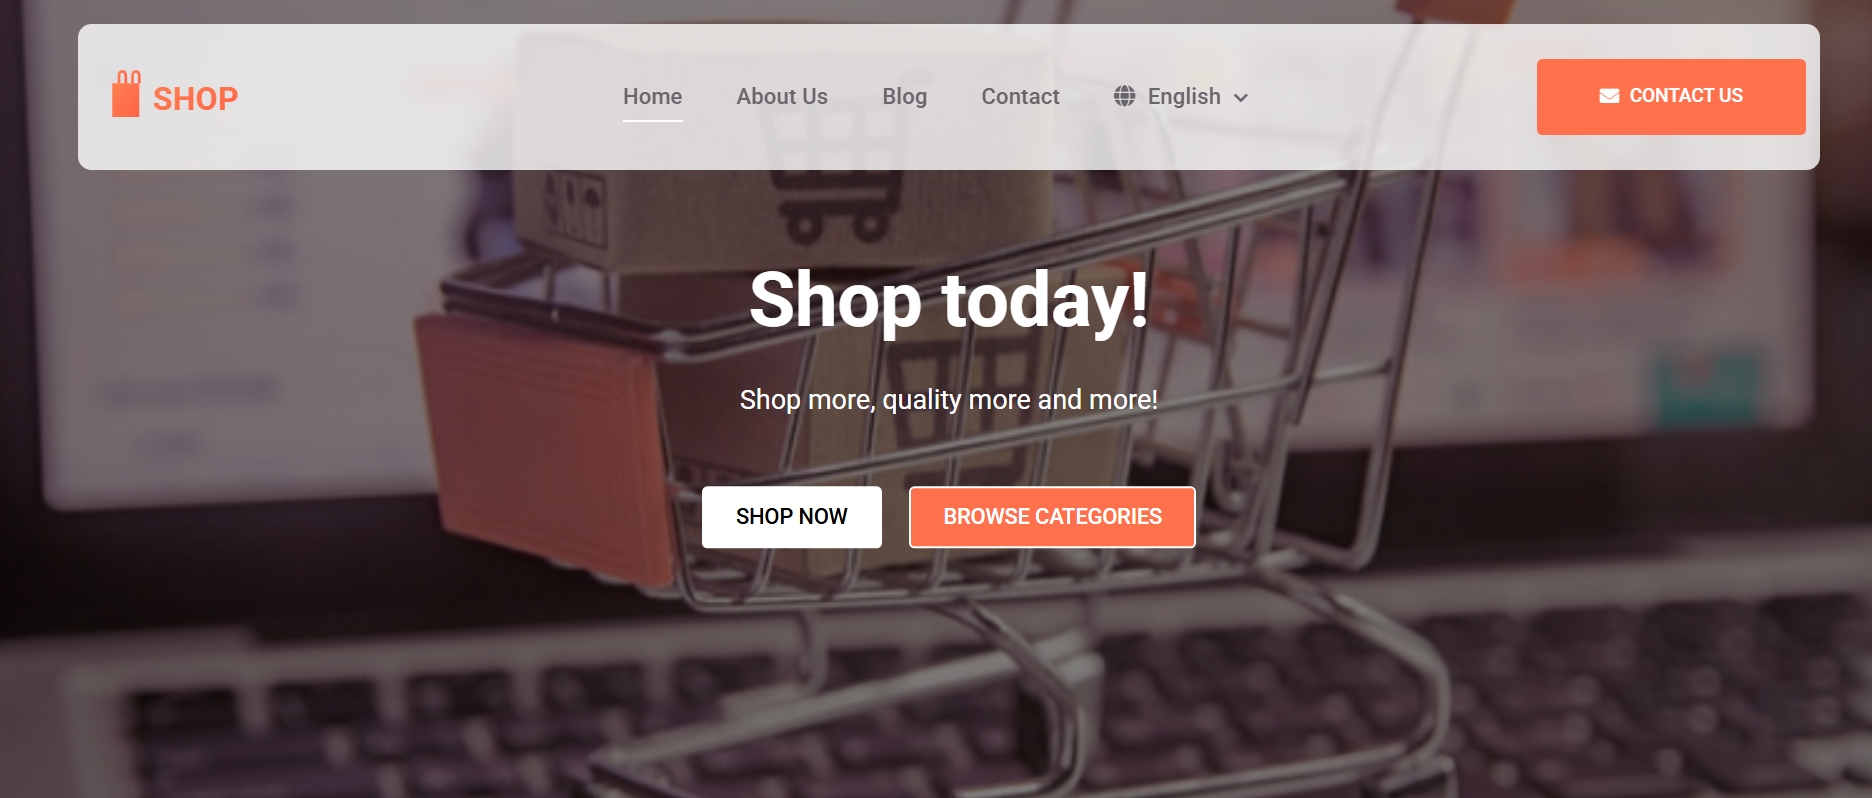 SHOP
Home
About Us
Blog
Contact
English
CONTACT US
Shop today!
Shop more, quality more and more!
SHOP NOW
BROWSE CATEGORIES